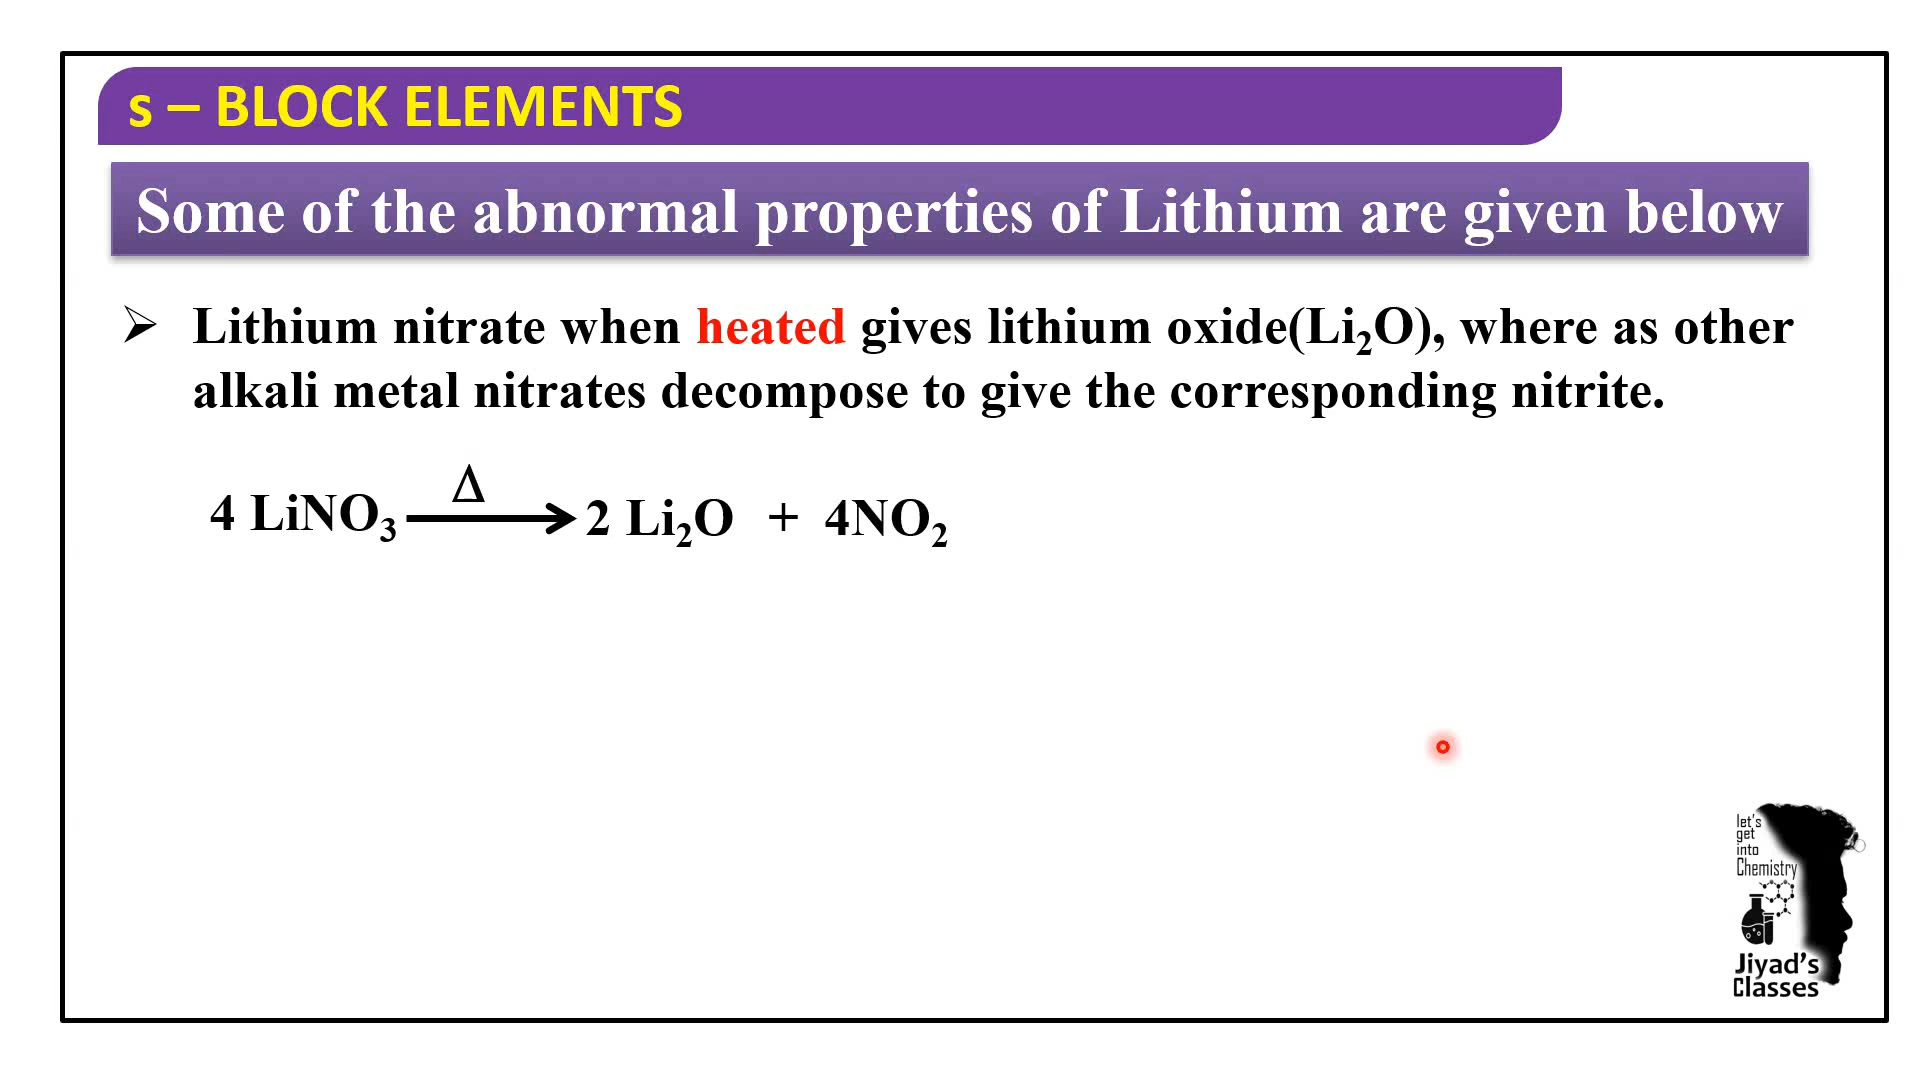 s – BLOCK ELEMENTS
Some of the abnormal properties of Lithium are given below
➢ Lithium nitrate when heated gives lithium oxide(Li₂O), where as other
alkali metal nitrates decompose to give the corresponding nitrite.
Δ
4 LiNO₃ → 2 Li₂O + 4NO₂
let's
get
into
Chemistry
Jiyad's
Classes